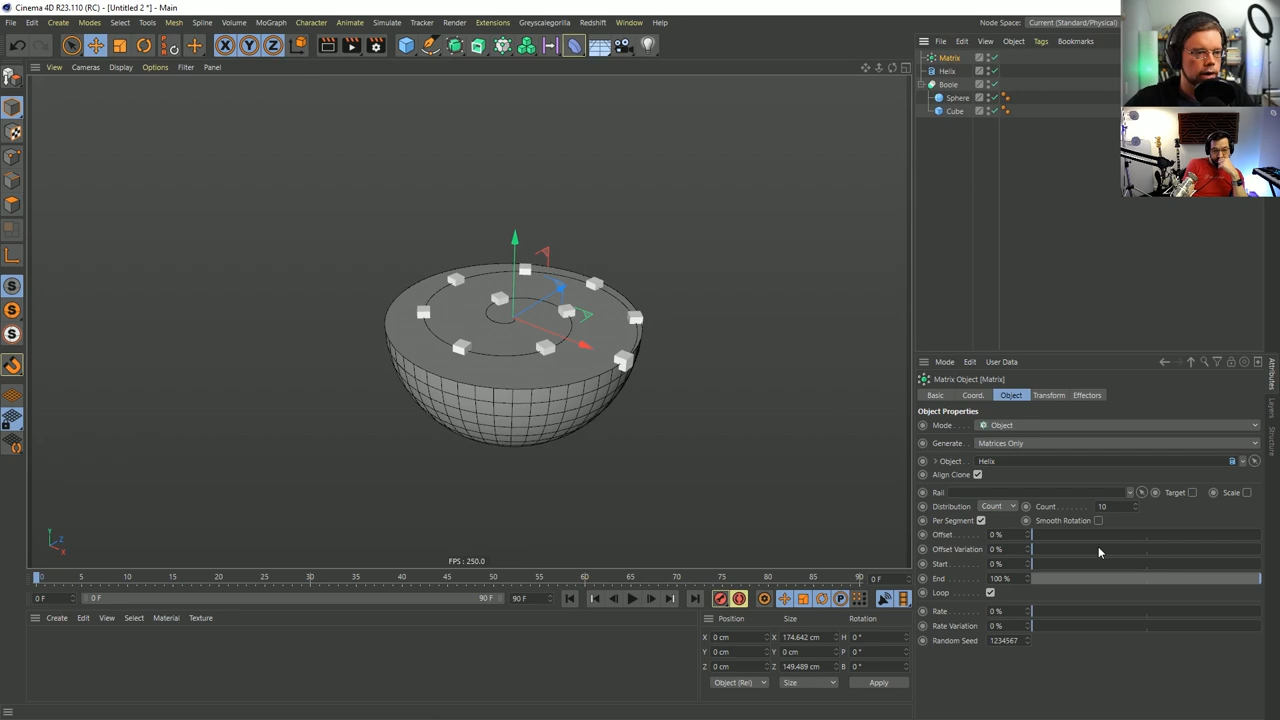 Cinema 4D R23.110 (RC) - [Untitled 2 *] - Main
File Edit Create Modes Select Tools Mesh Spline Volume MoGraph Character Animate Simulate Tracker Render Extensions Greyscalegorilla Redshift Window Help
Node Space: Current (Standard/Physical)
X Y Z
File Edit View Object Tags Bookmarks
View Cameras Display Options Filter Panel
Matrix
Helix
Boole
Sphere
Cube
Attributes
Layers
Structure
Mode Edit User Data
Matrix Object [Matrix]
Basic Coord. Object Transform Effectors
Object Properties
Mode . . . . Object
Generate . Matrices Only
> Object . Helix
Align Clone
Rail Target Scale
Distribution Count Count . . . . . . . 10
Per Segment Smooth Rotation
Offset 0 %
Offset Variation 0 %
Start 0 %
End 100 %
Loop
Rate 0 %
Rate Variation 0 %
Random Seed 1234567
Y Z X
FPS : 250.0
0 5 10 15 20 25 30 35 40 45 50 55 60 65 70 75 80 85 90 0 F
0 F 0 F 90 F 90 F
Create Edit View Select Material Texture
Position Size Rotation
X 0 cm X 174.642 cm H 0 °
Y 0 cm Y 0 cm P 0 °
Z 0 cm Z 149.489 cm B 0 °
Object (Rel) Size Apply